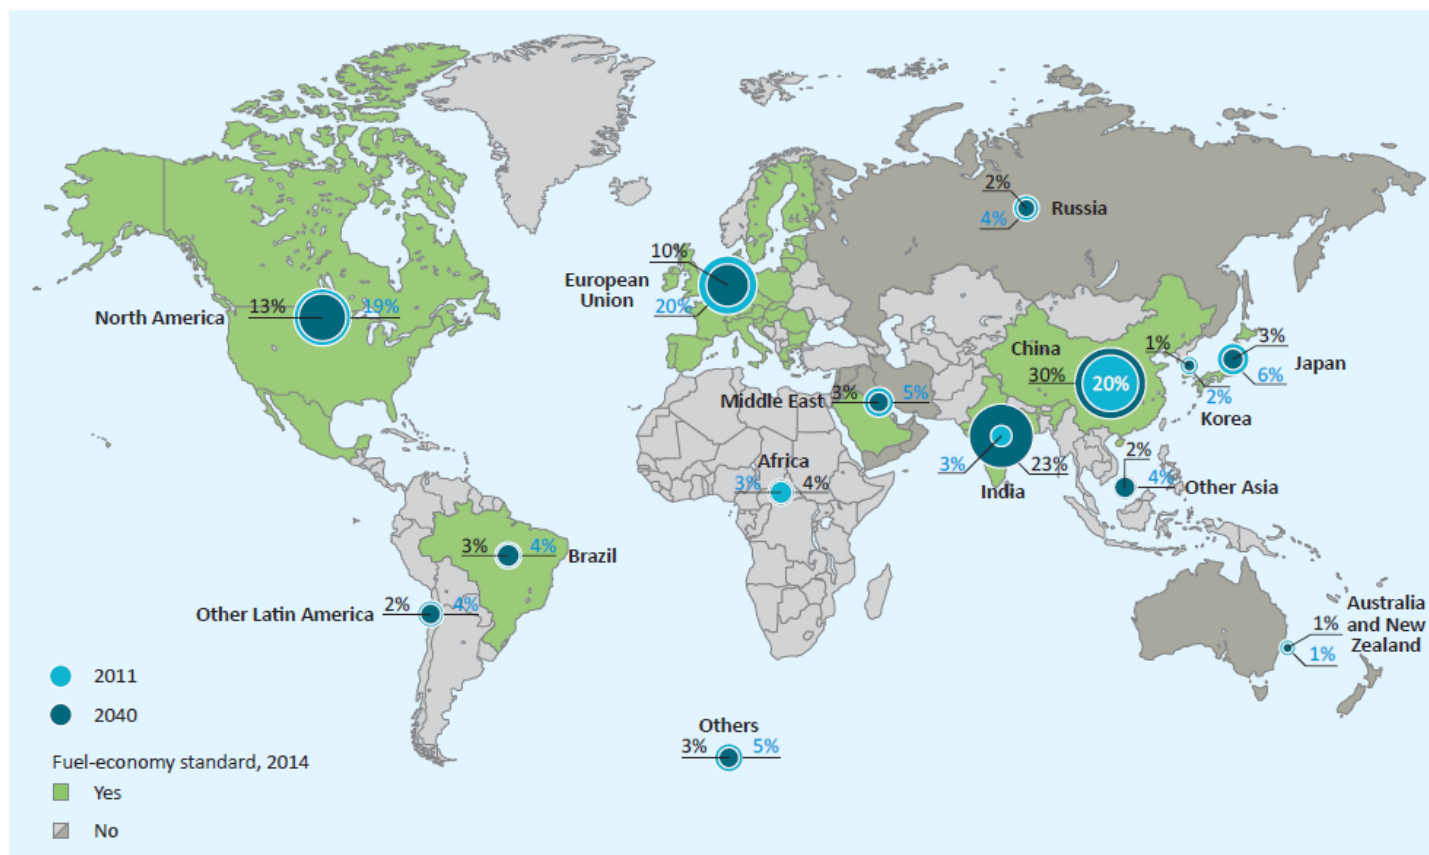 2%
Russia
4%
10%
European
Union
20%
North America
13%
19%
China
30%
20%
1%
2%
Korea
3%
Japan
6%
Middle East
3%
5%
3%
23%
India
2%
4%
Other Asia
Africa
3%
4%
3%
4%
Brazil
Other Latin America
2%
4%
Australia
1%
and New
Zealand
1%
2011
2040
Others
3%
5%
Fuel-economy standard, 2014
Yes
No